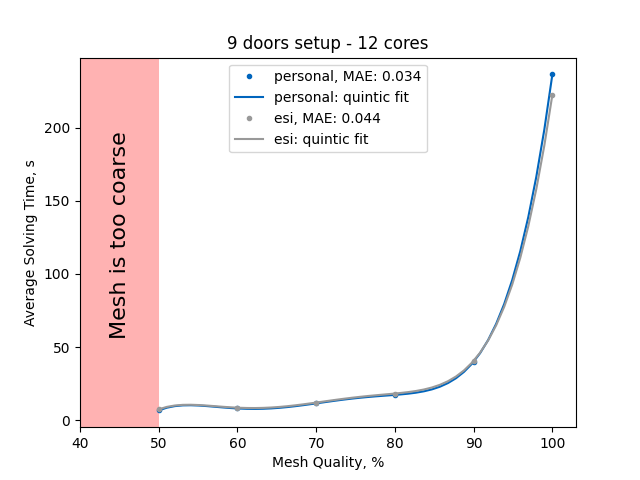 9 doors setup - 12 cores
personal, MAE: 0.034
personal: quintic fit
esi, MAE: 0.044
esi: quintic fit
Mesh is too coarse
Average Solving Time, s
200
150
100
50
0
40 50 60 70 80 90 100
Mesh Quality, %